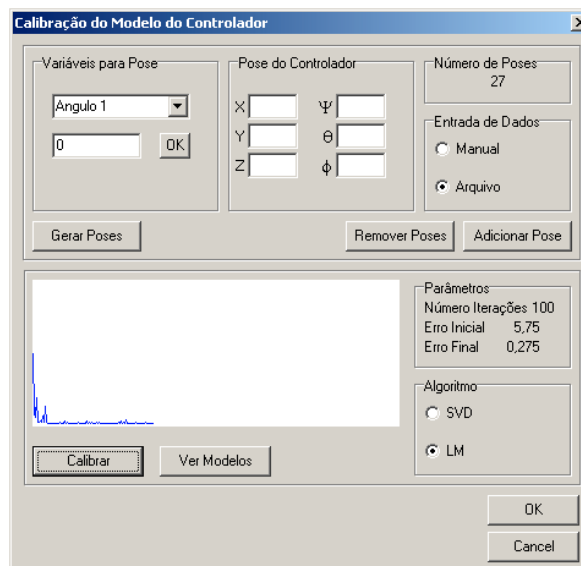 Calibração do Modelo do Controlador
Variáveis para Pose
Angulo 1
0
OK
Pose do Controlador
X
Ψ
Y
θ
Z
ϕ
Número de Poses
27
Entrada de Dados
Manual
Arquivo
Gerar Poses
Remover Poses
Adicionar Pose
Parâmetros
Número Iterações 100
Erro Inicial 5,75
Erro Final 0,275
Algoritmo
SVD
LM
Calibrar
Ver Modelos
OK
Cancel